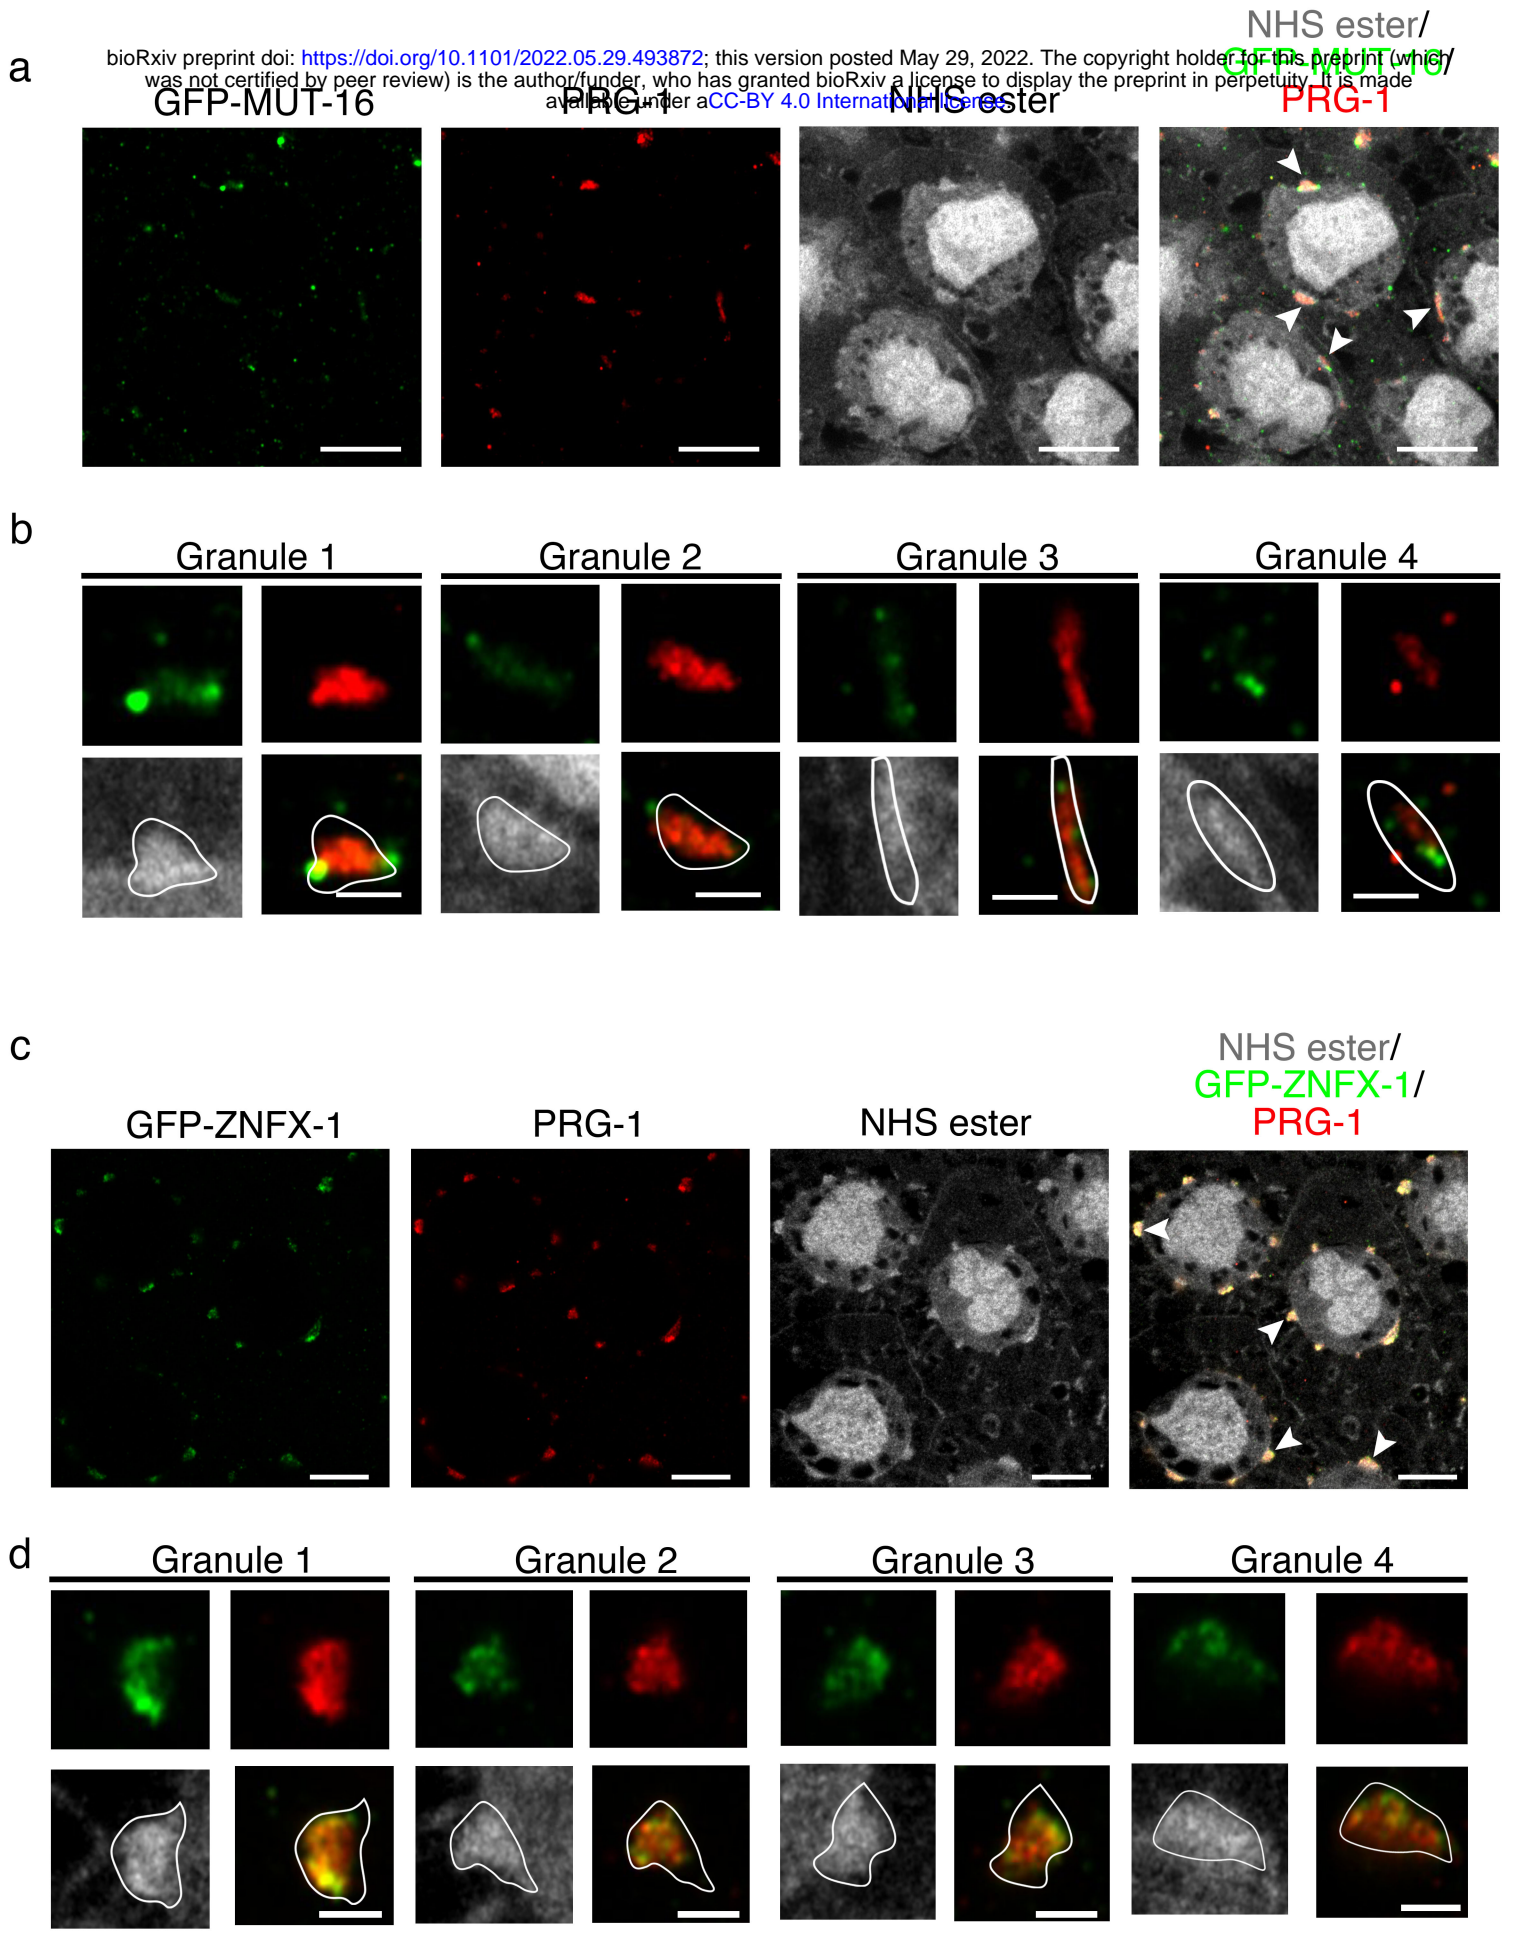 NHS ester/
bioRxiv preprint doi: https://doi.org/10.1101/2022.05.29.493872; this version posted May 29, 2022. The copyright holder for this preprint (which
GFP-MUT-16/
a
was not certified by peer review) is the author/funder, who has granted bioRxiv a license to display the preprint in perpetuity. It is made
available under aCC-BY 4.0 International license.
GFP-MUT-16 PRG-1 NHS ester PRG-1
b
Granule 1 Granule 2 Granule 3 Granule 4
c
NHS ester/
GFP-ZNFX-1/
GFP-ZNFX-1 PRG-1 NHS ester PRG-1
d
Granule 1 Granule 2 Granule 3 Granule 4